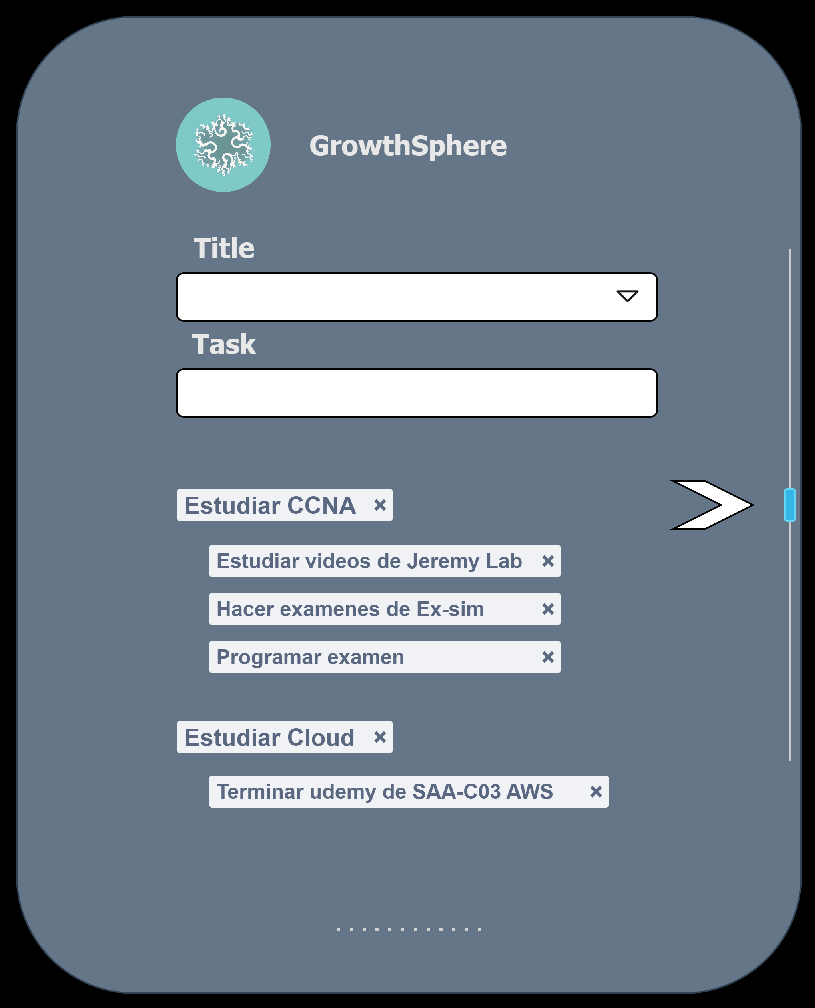 GrowthSphere
Title
Task
Estudiar CCNA ×
Estudiar videos de Jeremy Lab ×
Hacer examenes de Ex-sim ×
Programar examen ×
Estudiar Cloud ×
Terminar udemy de SAA-C03 AWS ×
............